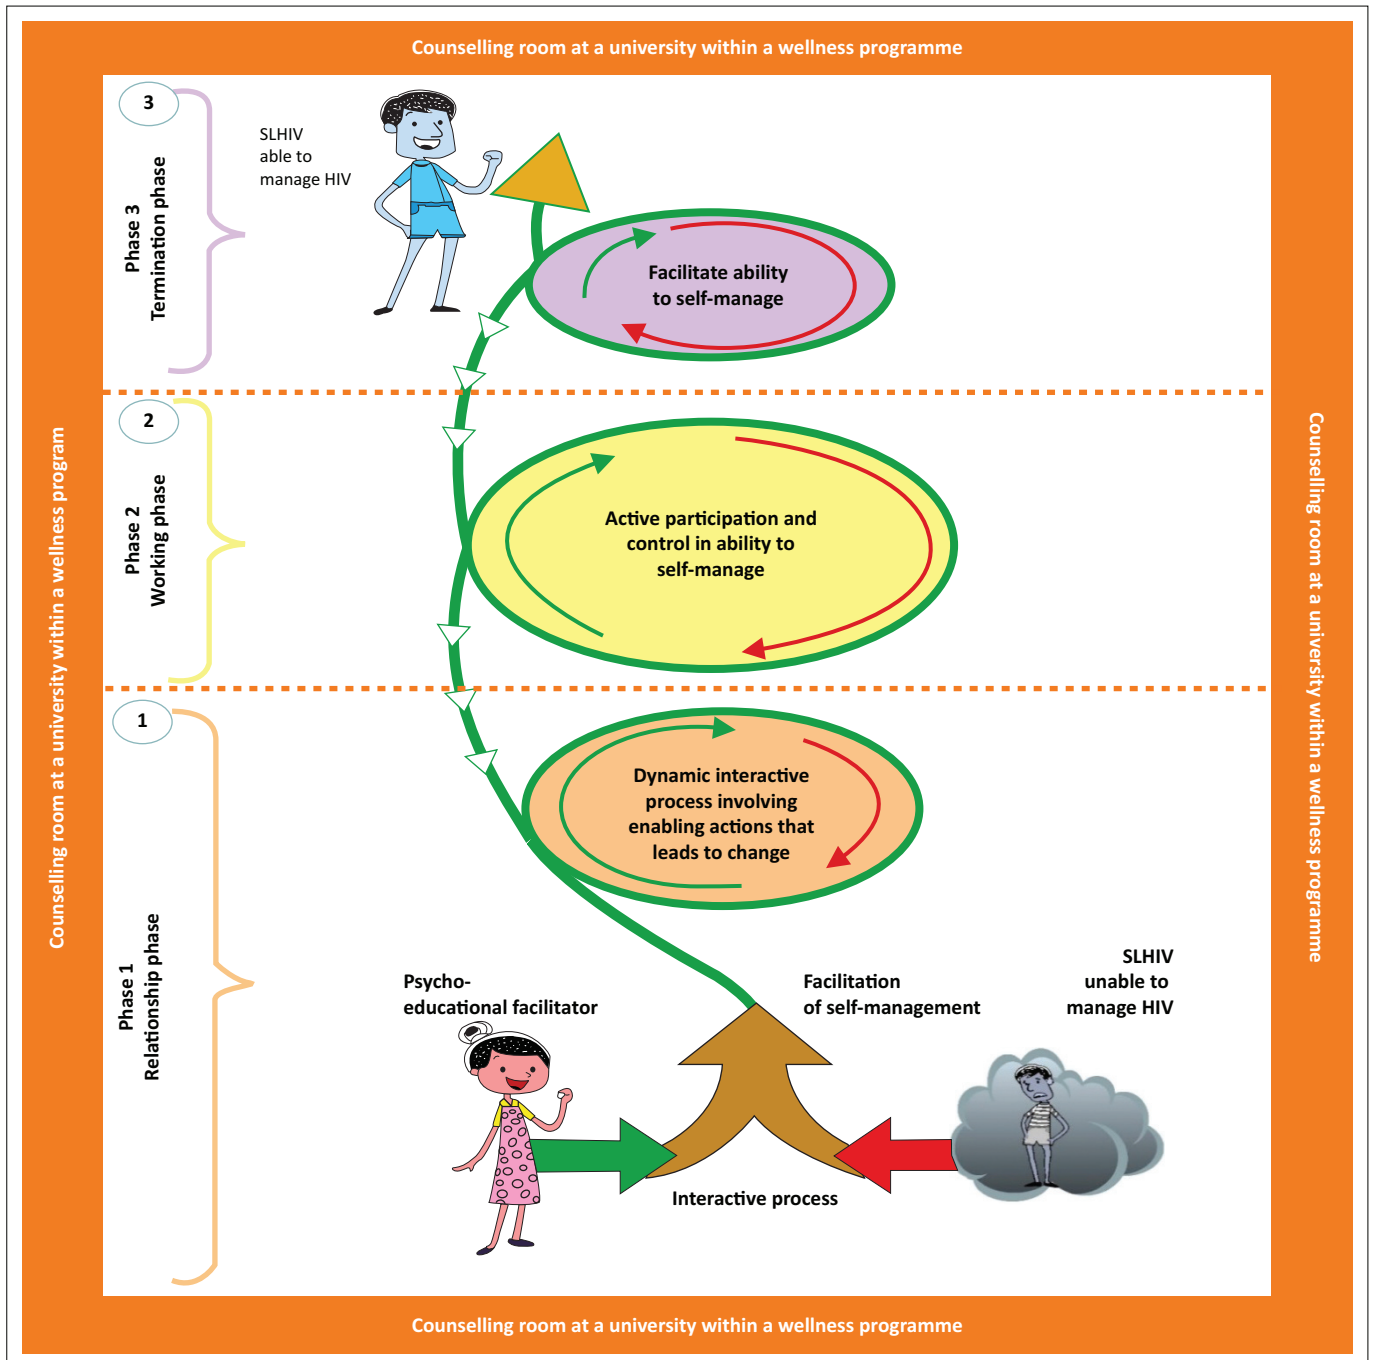 Counselling room at a university within a wellness programme
3
Phase 3
Termination phase
SLHIV
able to
manage HIV
Facilitate ability
to self-manage
2
Phase 2
Working phase
Active participation and
control in ability to
self-manage
Counselling room at a university within a wellness program
Counselling room at a university within a wellness programme
1
Phase 1
Relationship phase
Dynamic interactive
process involving
enabling actions that
leads to change
Psycho-
educational facilitator
Facilitation
of self-management
SLHIV
unable to
manage HIV
Interactive process
Counselling room at a university within a wellness programme